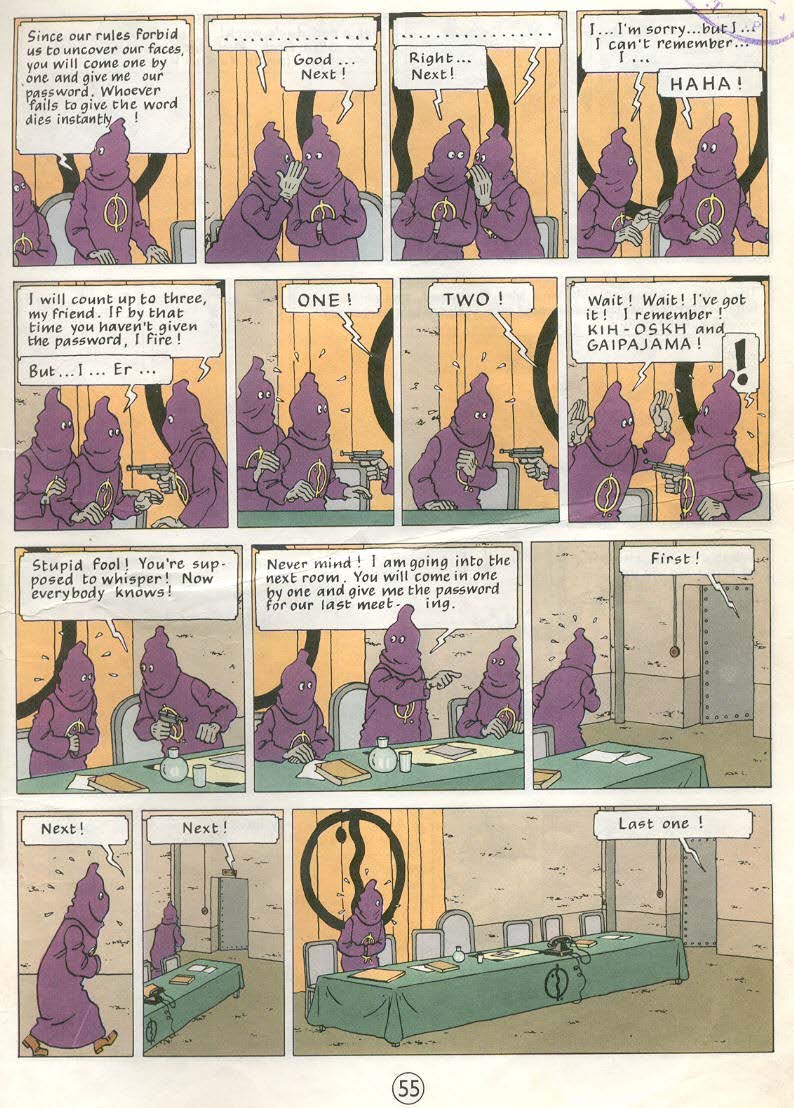 Since our rules forbid
us to uncover our faces,
you will come one by
one and give me our
password. Whoever
fails to give the word
dies instantly !
....................
Good ...
Next !
....................
Right...
Next!
I... I'm sorry...but I...
I can't remember...
I ...
HAHA !
I will count up to three,
my friend. If by that
time you haven't given
the password, I fire !
But... I ... Er ...
ONE !
TWO !
Wait ! Wait ! I've got
it ! I remember !
KIH-OSKH and
GAIPAJAMA !
!
Stupid fool ! You're sup-
posed to whisper ! Now
everybody knows !
Never mind ! I am going into the
next room. You will come in one
by one and give me the password
for our last meet- ing.
First !
Next!
Next !
Last one !
55